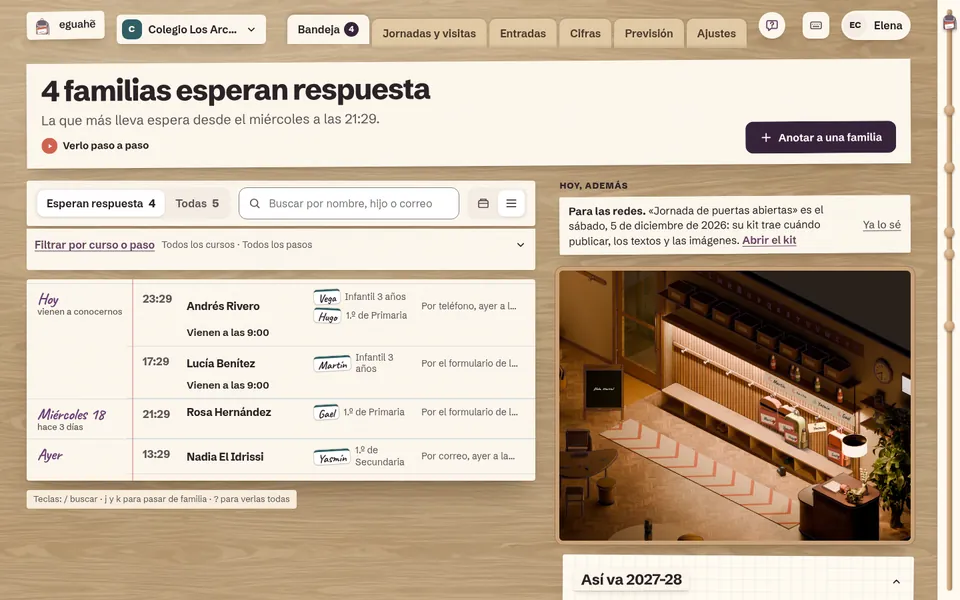 eguahē
C Colegio Los Arc...
Bandeja 4
Jornadas y visitas
Entradas
Cifras
Previsión
Ajustes
EC Elena
4 familias esperan respuesta
La que más lleva espera desde el miércoles a las 21:29.
Verlo paso a paso
+ Anotar a una familia
Esperan respuesta 4
Todas 5
Buscar por nombre, hijo o correo
Filtrar por curso o paso Todos los cursos · Todos los pasos
Hoy
vienen a conocernos
23:29
Andrés Rivero
Vega Infantil 3 años
Hugo 1.º de Primaria
Por teléfono, ayer a l...
Vienen a las 9:00
17:29
Lucía Benítez
Martín Infantil 3
años
Por el formulario de l...
Vienen a las 9:00
Miércoles 18
hace 3 días
21:29
Rosa Hernández
Gael 1.º de Primaria
Por el formulario de l...
Ayer
13:29
Nadia El Idrissi
Yasmin 1.º de
Secundaria
Por correo, ayer a la...
Teclas: / buscar · j y k para pasar de familia · ? para verlas todas
HOY, ADEMÁS
Para las redes. «Jornada de puertas abiertas» es el
sábado, 5 de diciembre de 2026: su kit trae cuándo
publicar, los textos y las imágenes. Abrir el kit
Ya lo sé
Así va 2027-28